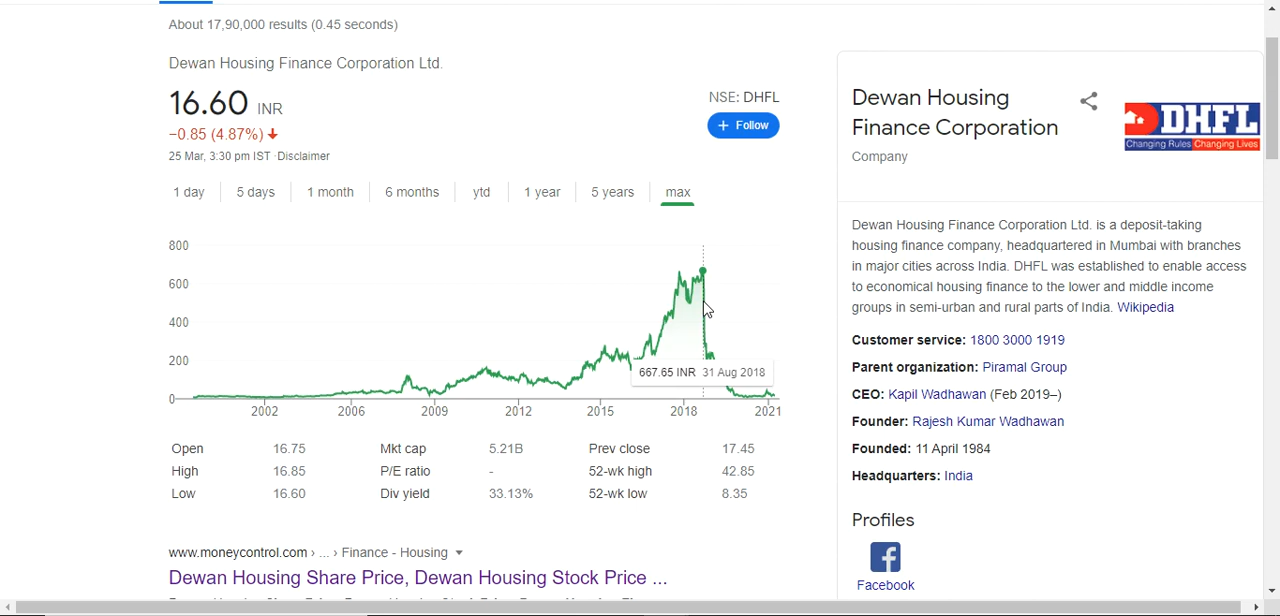 About 17,90,000 results (0.45 seconds)
Dewan Housing Finance Corporation Ltd.
16.60 INR
−0.85 (4.87%)
25 Mar, 3:30 pm IST · Disclaimer
NSE: DHFL
+ Follow
1 day 5 days 1 month 6 months ytd 1 year 5 years max
800
600
400
200
0
667.65 INR 31 Aug 2018
2002 2006 2009 2012 2015 2018 2021
Open 16.75 Mkt cap 5.21B Prev close 17.45
High 16.85 P/E ratio - 52-wk high 42.85
Low 16.60 Div yield 33.13% 52-wk low 8.35
www.moneycontrol.com › ... › Finance - Housing
Dewan Housing Share Price, Dewan Housing Stock Price ...
Dewan Housing
Finance Corporation
Company
DHFL
Changing Rules Changing Lives
Dewan Housing Finance Corporation Ltd. is a deposit-taking
housing finance company, headquartered in Mumbai with branches
in major cities across India. DHFL was established to enable access
to economical housing finance to the lower and middle income
groups in semi-urban and rural parts of India. Wikipedia
Customer service: 1800 3000 1919
Parent organization: Piramal Group
CEO: Kapil Wadhawan (Feb 2019–)
Founder: Rajesh Kumar Wadhawan
Founded: 11 April 1984
Headquarters: India
Profiles
Facebook